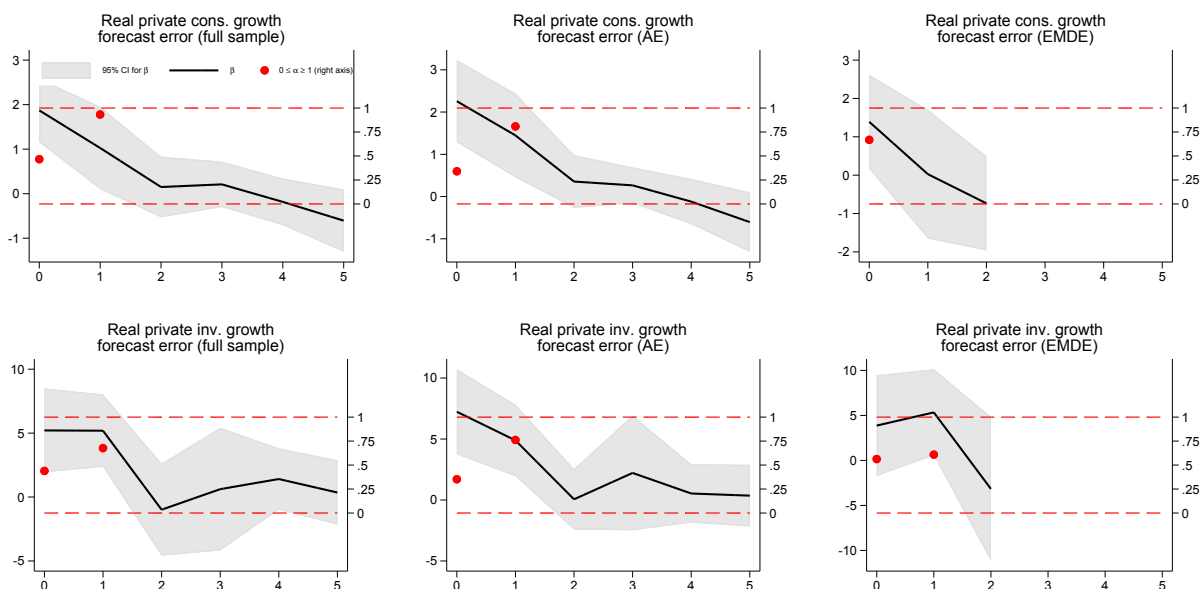 Real private cons. growth
forecast error (full sample)
3
2
1
0
-1
95% CI for β
β
0 ≤ α ≥ 1 (right axis)
1
.75
.5
.25
0
0 1 2 3 4 5
Real private cons. growth
forecast error (AE)
3
2
1
0
-1
1
.75
.5
.25
0
0 1 2 3 4 5
Real private cons. growth
forecast error (EMDE)
3
2
1
0
-1
-2
1
.75
.5
.25
0
0 1 2 3 4 5
Real private inv. growth
forecast error (full sample)
10
5
0
-5
1
.75
.5
.25
0
0 1 2 3 4 5
Real private inv. growth
forecast error (AE)
10
5
0
-5
1
.75
.5
.25
0
0 1 2 3 4 5
Real private inv. growth
forecast error (EMDE)
10
5
0
-5
-10
1
.75
.5
.25
0
0 1 2 3 4 5